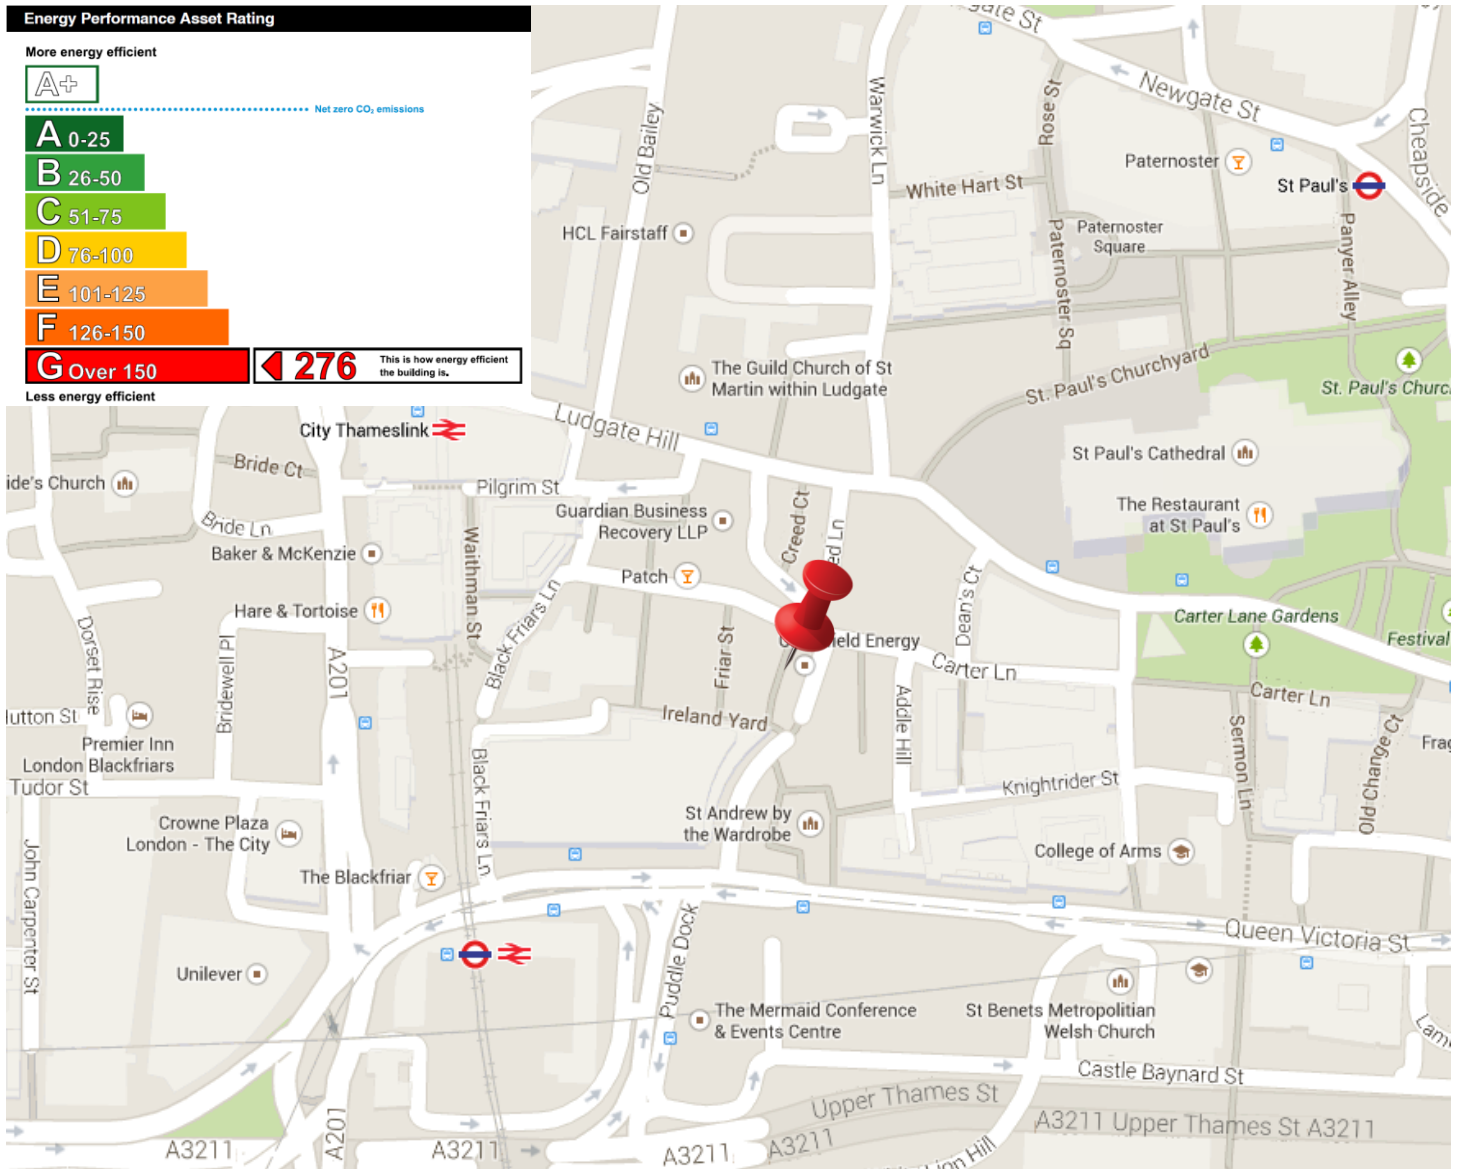 Energy Performance Asset Rating
More energy efficient
A+
Net zero CO₂ emissions
A 0-25
B 26-50
C 51-75
D 76-100
E 101-125
F 126-150
G Over 150
276
This is how energy efficient
the building is.
Less energy efficient
Newgate St
Old Bailey
Warwick Ln
Rose St
Cheapside
Paternoster
St Paul's
White Hart St
HCL Fairstaff
Paternoster
Square
Paternoster Sq
Panyer Alley
The Guild Church of St
Martin within Ludgate
St. Paul's Churchyard
St. Paul's Churc
Ludgate Hill
City Thameslink
Bride Ct
ide's Church
Pilgrim St
St Paul's Cathedral
Guardian Business
Recovery LLP
Creed Ct
The Restaurant
at St Paul's
Bride Ln
Baker & McKenzie
Waithman St
Patch
Hare & Tortoise
Black Friars Ln
Dean's Ct
Carter Lane Gardens
Festival
Dorset Rise
Bridewell Pl
A201
Friar St
ield Energy
Carter Ln
Carter Ln
Addle Hill
Ireland Yard
utton St
Premier Inn
London Blackfriars
Sermon Ln
Old Change Ct
Tudor St
Black Friars Ln
Knightrider St
Crowne Plaza
London - The City
St Andrew by
the Wardrobe
College of Arms
John Carpenter St
The Blackfriar
Queen Victoria St
Unilever
Puddle Dock
The Mermaid Conference
& Events Centre
St Benets Metropolitian
Welsh Church
Castle Baynard St
Upper Thames St
A3211 Upper Thames St A3211
A3211
A201
A3211
A3211
A3211